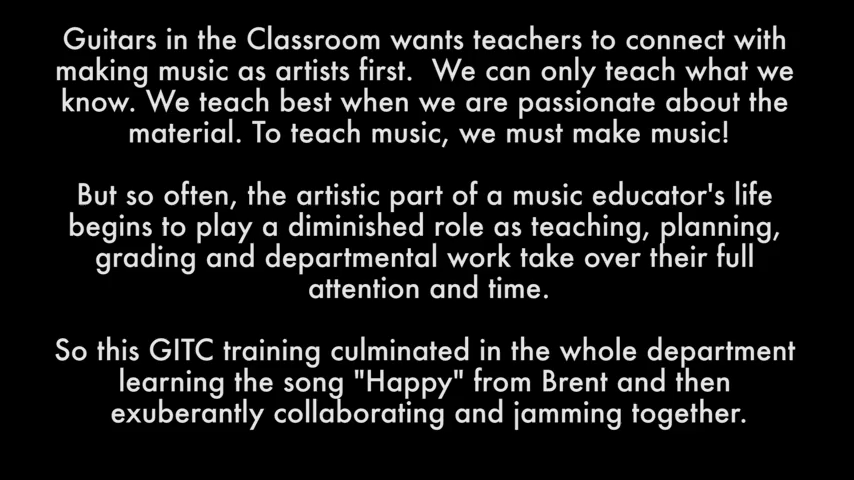 Guitars in the Classroom wants teachers to connect with
making music as artists first.  We can only teach what we
know. We teach best when we are passionate about the
material. To teach music, we must make music!
But so often, the artistic part of a music educator's life
begins to play a diminished role as teaching, planning,
grading and departmental work take over their full
attention and time.
So this GITC training culminated in the whole department
learning the song "Happy" from Brent and then
exuberantly collaborating and jamming together.